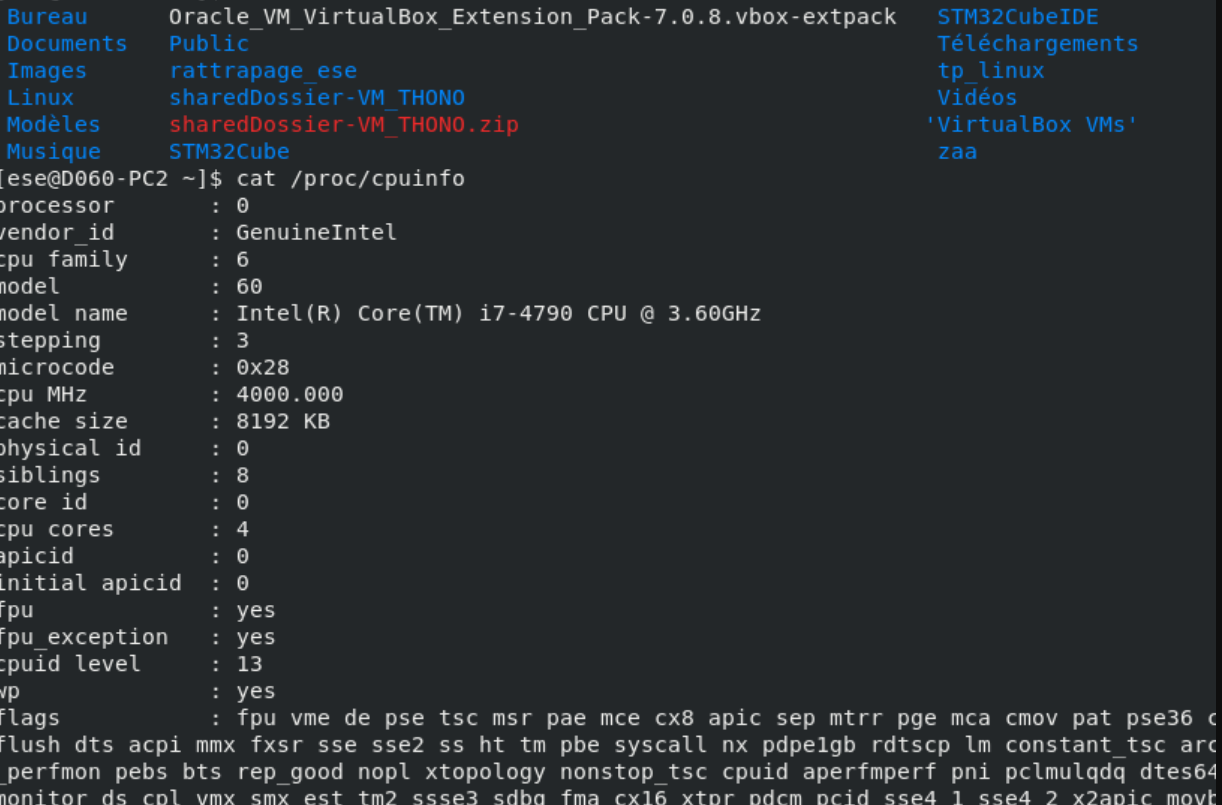 Bureau Oracle_VM_VirtualBox_Extension_Pack-7.0.8.vbox-extpack STM32CubeIDE
Documents Public Téléchargements
Images rattrapage_ese tp_linux
Linux sharedDossier-VM_THONO Vidéos
Modèles sharedDossier-VM_THONO.zip 'VirtualBox VMs'
Musique STM32Cube zaa
[ese@D060-PC2 ~]$ cat /proc/cpuinfo
processor : 0
vendor_id : GenuineIntel
cpu family : 6
model : 60
model name : Intel(R) Core(TM) i7-4790 CPU @ 3.60GHz
stepping : 3
microcode : 0x28
cpu MHz : 4000.000
cache size : 8192 KB
physical id : 0
siblings : 8
core id : 0
cpu cores : 4
apicid : 0
initial apicid : 0
fpu : yes
fpu_exception : yes
cpuid level : 13
wp : yes
flags : fpu vme de pse tsc msr pae mce cx8 apic sep mtrr pge mca cmov pat pse36 c
flush dts acpi mmx fxsr sse sse2 ss ht tm pbe syscall nx pdpe1gb rdtscp lm constant_tsc arc
_perfmon pebs bts rep_good nopl xtopology nonstop_tsc cpuid aperfmperf pni pclmulqdq dtes64
monitor ds_cpl vmx smx est tm2 ssse3 sdbg fma cx16 xtpr pdcm pcid sse4_1 sse4_2 x2apic movb